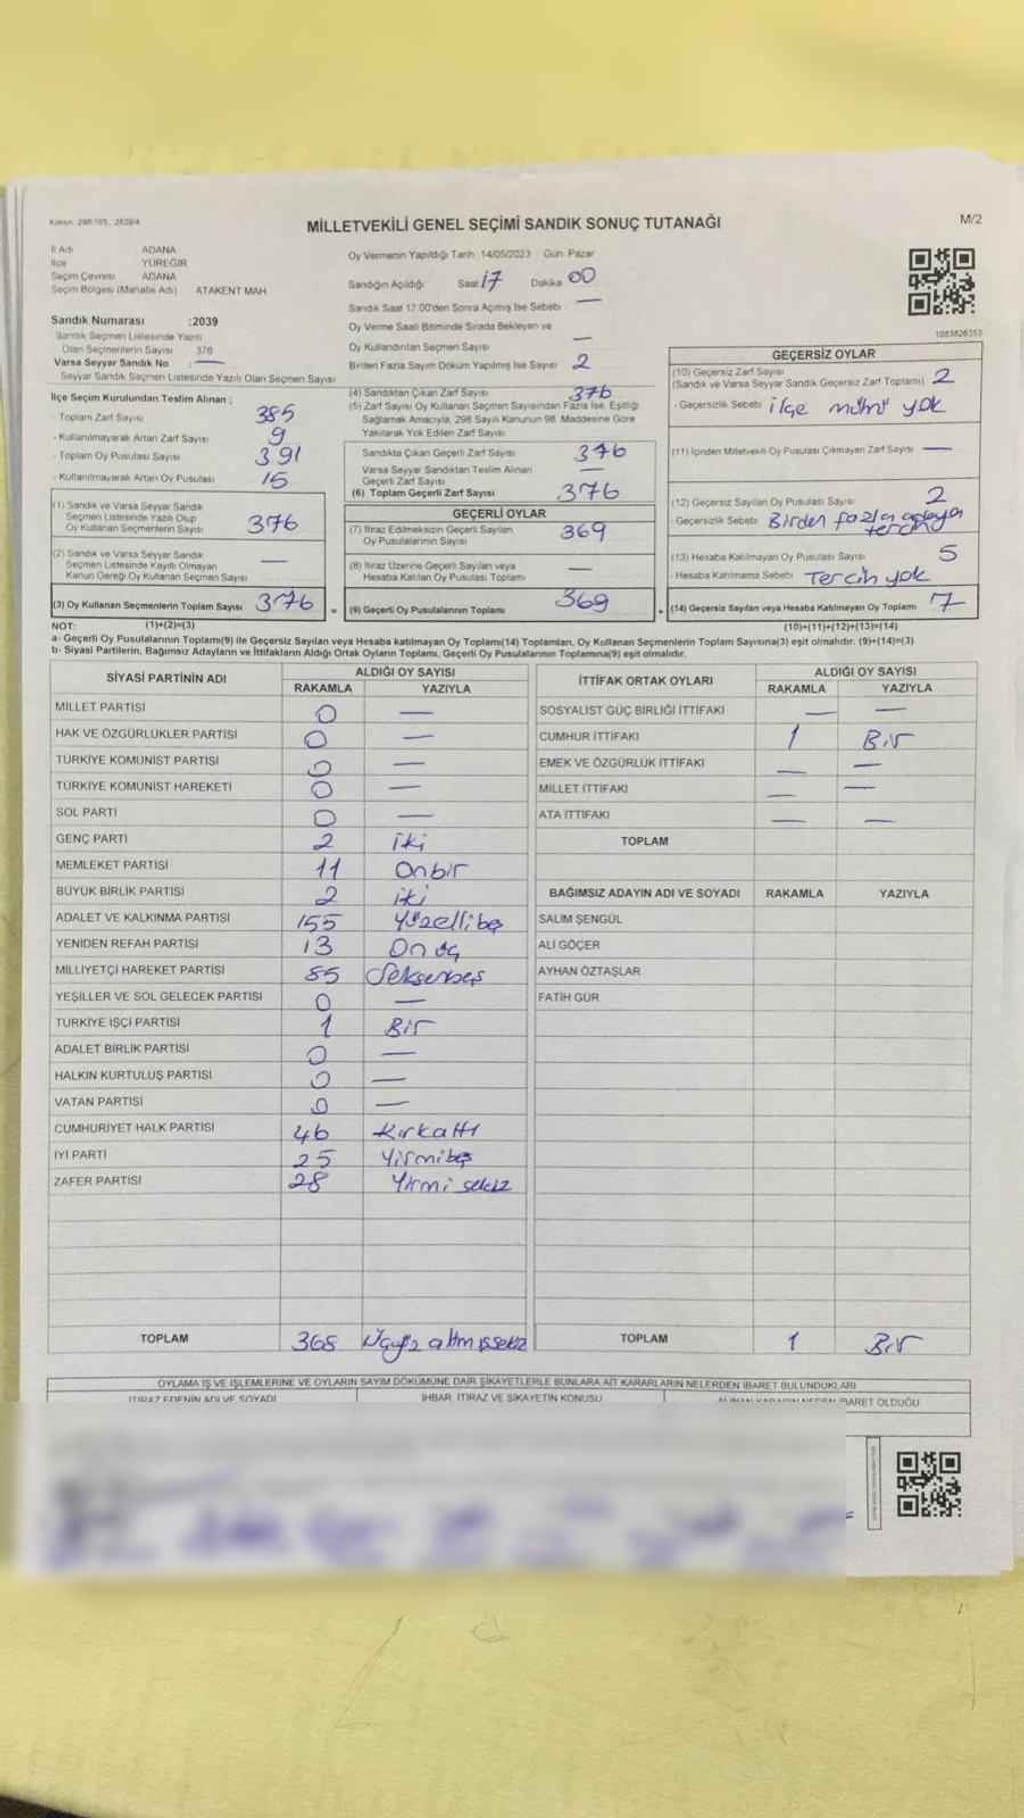 MİLLETVEKİLİ GENEL SEÇİMİ SANDIK SONUÇ TUTANAĞI
M/2
İl Adı ADANA
İlçe YÜREĞİR
Seçim Çevresi ADANA
Seçim Bölgesi (Mahalle Adı) ATAKENT MAH
Sandık Numarası :2039
Sandık Seçmen Listesinde Yazılı
Olan Seçmenlerin Sayısı 376
Varsa Seyyar Sandık No —
Seyyar Sandık Seçmen Listesinde Yazılı Olan Seçmen Sayısı
İlçe Seçim Kurulundan Teslim Alınan ;
- Toplam Zarf Sayısı 385
- Kullanılmayarak Artan Zarf Sayısı 9
- Toplam Oy Pusulası Sayısı 391
- Kullanılmayarak Artan Oy Pusulası 15
(1) Sandık ve Varsa Seyyar Sandık
Seçmen Listesinde Yazılı Olup
Oy Kullanan Seçmenlerin Sayısı 376
(2) Sandık ve Varsa Seyyar Sandık
Seçmen Listesinde Kayıtlı Olmayan
Kanun Gereği Oy Kullanan Seçmen Sayısı —
(3) Oy Kullanan Seçmenlerin Toplam Sayısı 376
Oy Vermenin Yapıldığı Tarih 14/05/2023 Gün Pazar
Sandığın Açıldığı Saat 17 Dakika 00
Sandık Saat 17:00'den Sonra Açılmış İse Sebebi —
Oy Verme Saati Bitiminde Sırada Bekleyen ve
Oy Kullandırılan Seçmen Sayısı —
Birden Fazla Sayım Döküm Yapılmış İse Sayısı 2
(4) Sandıktan Çıkan Zarf Sayısı 376
(5) Zarf Sayısı Oy Kullanan Seçmen Sayısından Fazla İse, Eşitliği
Sağlamak Amacıyla, 298 Sayılı Kanunun 98. Maddesine Göre
Yakılarak Yok Edilen Zarf Sayısı
Sandıkta Çıkan Geçerli Zarf Sayısı 376
Varsa Seyyar Sandıktan Teslim Alınan
Geçerli Zarf Sayısı —
(6) Toplam Geçerli Zarf Sayısı 376
GEÇERLİ OYLAR
(7) İtiraz Edilmeksizin Geçerli Sayılan
Oy Pusulalarının Sayısı 369
(8) İtiraz Üzerine Geçerli Sayılan veya
Hesaba Katılan Oy Pusulası Toplamı —
(9) Geçerli Oy Pusulalarının Toplamı 369
GEÇERSİZ OYLAR
(10) Geçersiz Zarf Sayısı
(Sandık ve Varsa Seyyar Sandık Geçersiz Zarf Toplamı) 2
- Geçersizlik Sebebi ilçe mührü yok
(11) İçinden Milletvekili Oy Pusulası Çıkmayan Zarf Sayısı —
(12) Geçersiz Sayılan Oy Pusulası Sayısı 2
Geçersizlik Sebebi Birden fazla
tercih
(13) Hesaba Katılmayan Oy Pusulası Sayısı 5
- Hesaba Katılmama Sebebi Tercih yok
(14) Geçersiz Sayılan veya Hesaba Katılmayan Oy Toplamı 7
NOT: (1)+(2)=(3) (10)+(11)+(12)+(13)=(14)
a- Geçerli Oy Pusulalarının Toplamı(9) ile Geçersiz Sayılan veya Hesaba katılmayan Oy Toplamı(14) Toplamları, Oy Kullanan Seçmenlerin Toplam Sayısına(3) eşit olmalıdır. (9)+(14)=(3)
b- Siyasi Partilerin, Bağımsız Adayların ve İttifakların Aldığı Ortak Oyların Toplamı, Geçerli Oy Pusulalarının Toplamına(9) eşit olmalıdır.
SİYASİ PARTİNİN ADI ALDIĞI OY SAYISI
RAKAMLA YAZIYLA
MİLLET PARTİSİ 0 —
HAK VE ÖZGÜRLÜKLER PARTİSİ 0 —
TÜRKİYE KOMÜNİST PARTİSİ 0 —
TÜRKİYE KOMÜNİST HAREKETİ 0 —
SOL PARTİ 0 —
GENÇ PARTİ 2 iki
MEMLEKET PARTİSİ 11 Onbir
BÜYÜK BİRLİK PARTİSİ 2 iki
ADALET VE KALKINMA PARTİSİ 155 Yüzellibeş
YENİDEN REFAH PARTİSİ 13 On üç
MİLLİYETÇİ HAREKET PARTİSİ 85 Seksenbeş
YEŞİLLER VE SOL GELECEK PARTİSİ 0 —
TÜRKİYE İŞÇİ PARTİSİ 1 Bir
ADALET BİRLİK PARTİSİ 0 —
HALKIN KURTULUŞ PARTİSİ 0 —
VATAN PARTİSİ 0 —
CUMHURİYET HALK PARTİSİ 46 Kırkaltı
İYİ PARTİ 25 Yirmibeş
ZAFER PARTİSİ 28 Yirmi sekiz
TOPLAM 368 Üçyüz altmışsekiz
İTTİFAK ORTAK OYLARI ALDIĞI OY SAYISI
RAKAMLA YAZIYLA
SOSYALİST GÜÇ BİRLİĞİ İTTİFAKI — —
CUMHUR İTTİFAKI 1 Bir
EMEK VE ÖZGÜRLÜK İTTİFAKI — —
MİLLET İTTİFAKI — —
ATA İTTİFAKI — —
TOPLAM
BAĞIMSIZ ADAYIN ADI VE SOYADI RAKAMLA YAZIYLA
SALİM ŞENGÜL
ALİ GÖÇER
AYHAN ÖZTAŞLAR
FATİH GÜR
TOPLAM 1 Bir
OYLAMA İŞ VE İŞLEMLERİNE VE OYLARIN SAYIM DÖKÜMÜNE DAİR ŞİKAYETLERLE BUNLARA AİT KARARLARIN NELERDEN İBARET BULUNDUKLARI
İTİRAZ EDENİN ADI VE SOYADI İHBAR, İTİRAZ VE ŞİKAYETİN KONUSU İBARET OLDUĞU